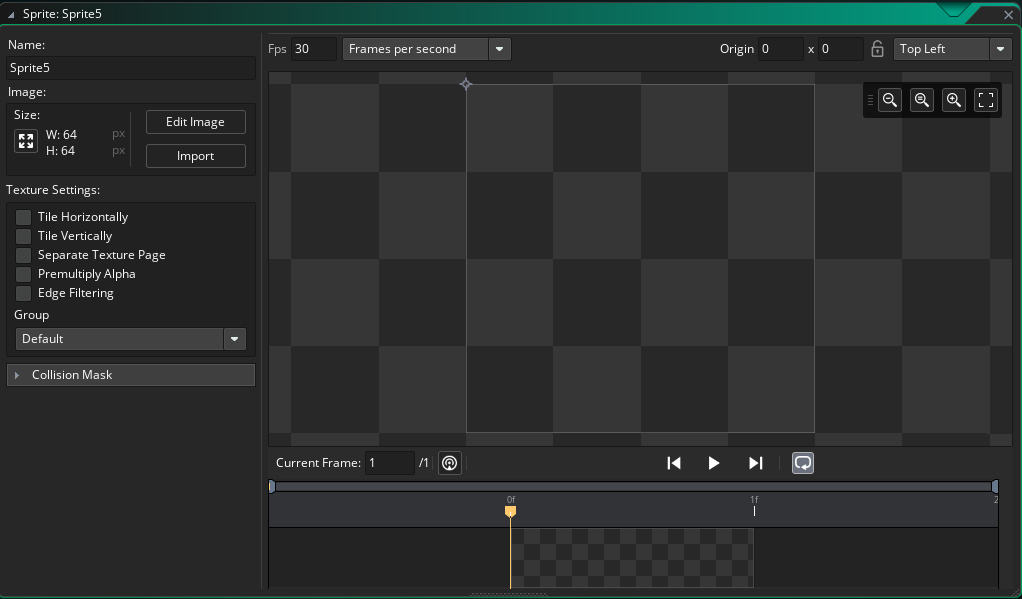 Sprite: Sprite5
Name:
Sprite5
Image:
Size:
W: 64 px
H: 64 px
Edit Image
Import
Texture Settings:
Tile Horizontally
Tile Vertically
Separate Texture Page
Premultiply Alpha
Edge Filtering
Group
Default
Collision Mask
Fps 30 Frames per second
Origin 0 x 0 Top Left
Current Frame: 1 /1
0f 1f 2